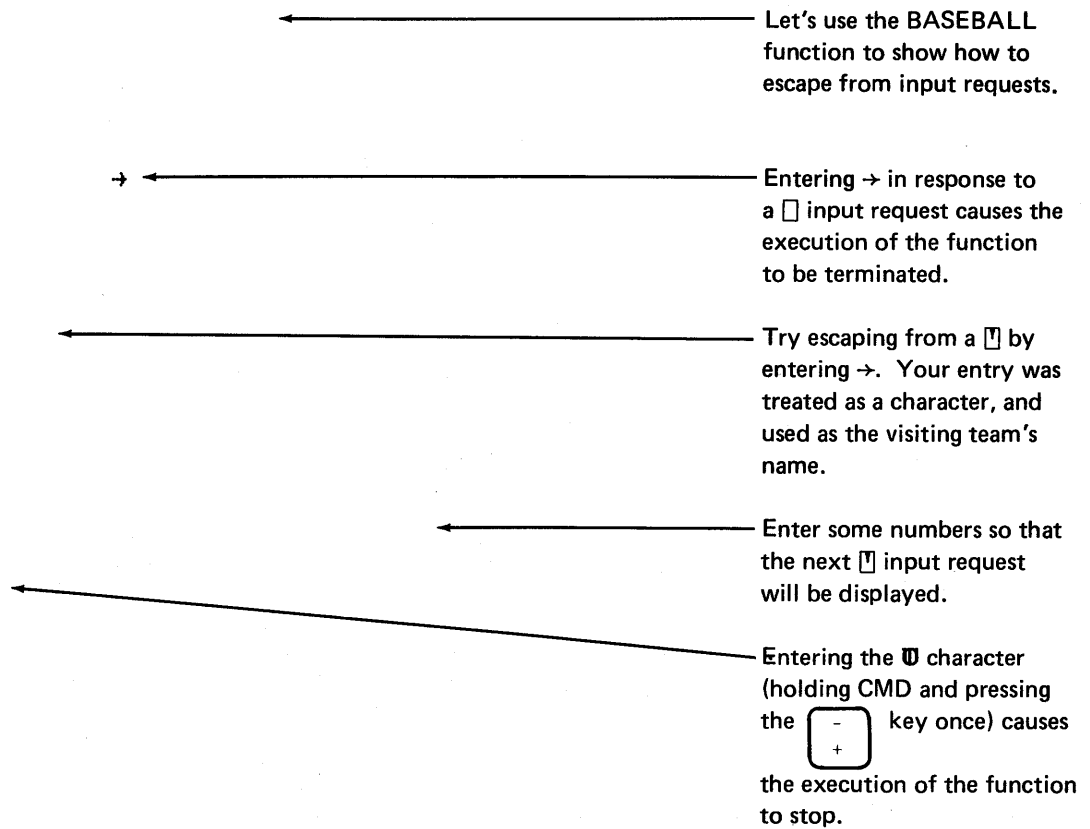 Let's use the BASEBALL
function to show how to
escape from input requests.
→
Entering → in response to
a ⎕ input request causes the
execution of the function
to be terminated.
Try escaping from a ⍞ by
entering →. Your entry was
treated as a character, and
used as the visiting team's
name.
Enter some numbers so that
the next ⍞ input request
will be displayed.
Entering the character
(holding CMD and pressing
the - key once) causes
+
the execution of the function
to stop.